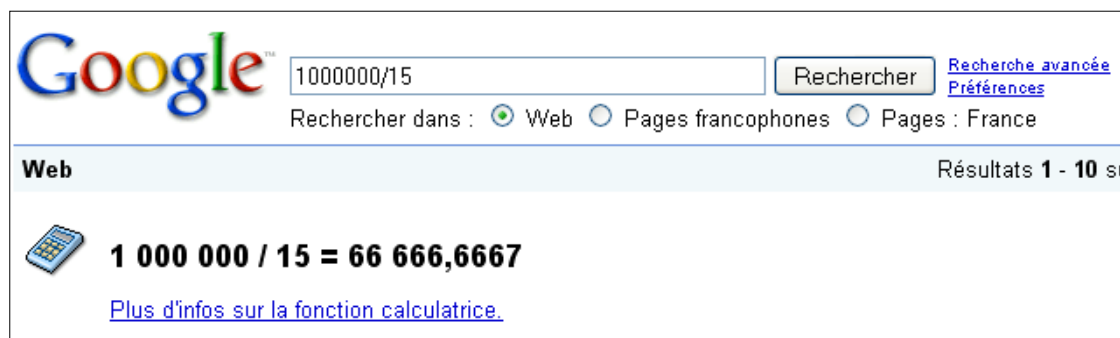 Google™
1000000/15 Rechercher Recherche avancée
Préférences
Rechercher dans : Web Pages francophones Pages : France
Web Résultats 1 - 10
1 000 000 / 15 = 66 666,6667
Plus d'infos sur la fonction calculatrice.